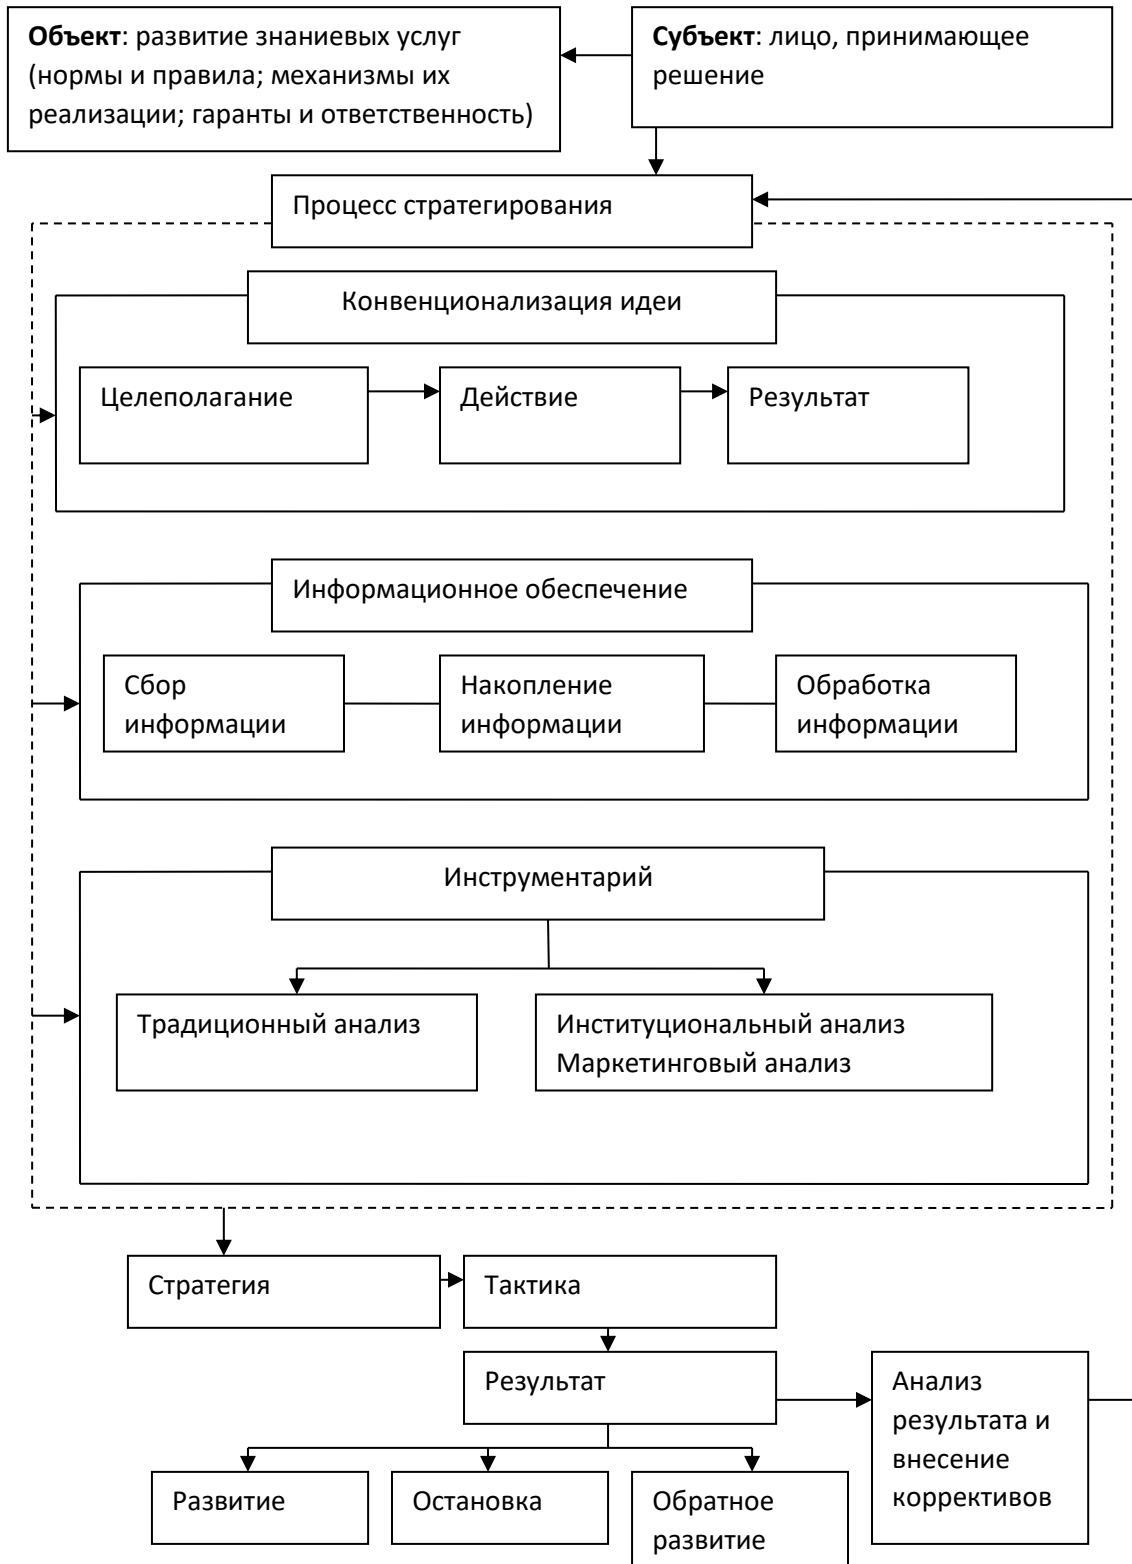 Объект: развитие знаниевых услуг
(нормы и правила; механизмы их
реализации; гаранты и ответственность)
Субъект: лицо, принимающее
решение
Процесс стратегирования
Конвенционализация идеи
Целеполагание
Действие
Результат
Информационное обеспечение
Сбор
информации
Накопление
информации
Обработка
информации
Инструментарий
Традиционный анализ
Институциональный анализ
Маркетинговый анализ
Стратегия
Тактика
Результат
Анализ
результата и
внесение
коррективов
Развитие
Остановка
Обратное
развитие